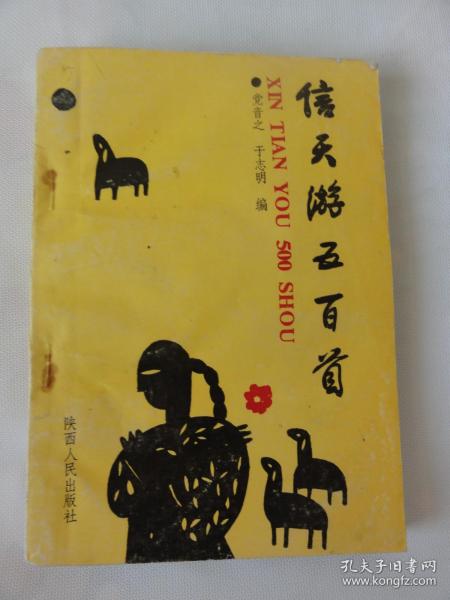 信天游五百首
XIN TIAN YOU 500 SHOU
●党音之 于志明 编
陕西人民出版社
孔夫子旧书网
www.kongfz.com